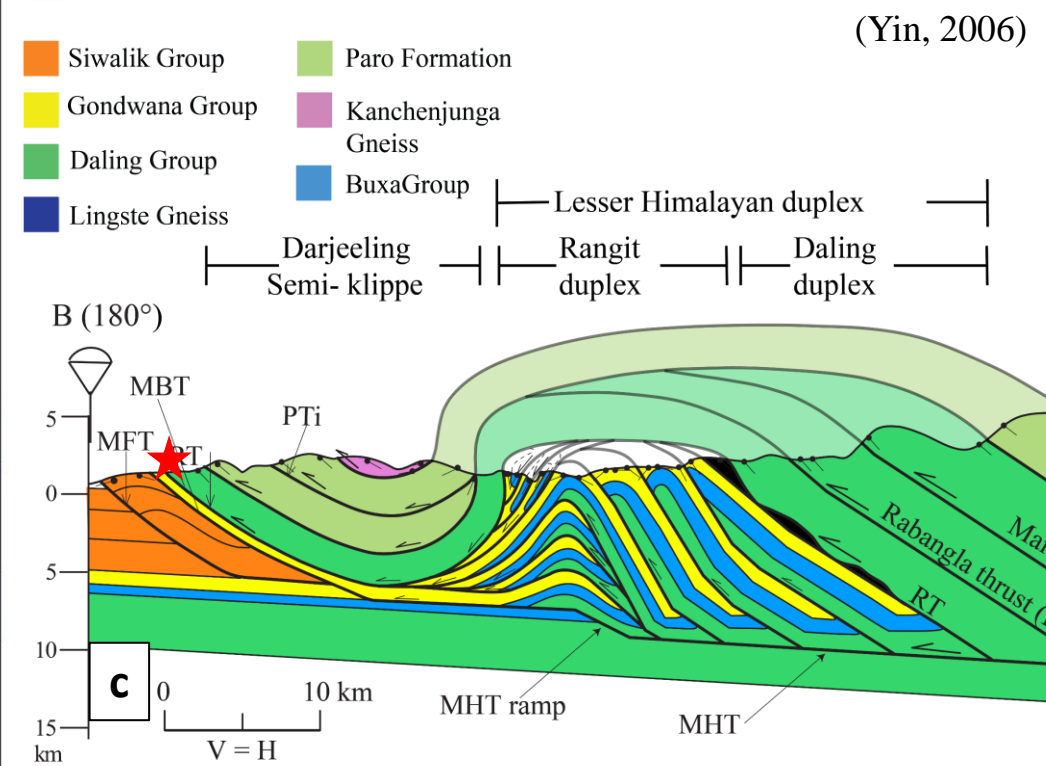 (Yin, 2006)
Siwalik Group
Gondwana Group
Daling Group
Lingste Gneiss
Paro Formation
Kanchenjunga
Gneiss
BuxaGroup
Lesser Himalayan duplex
Darjeeling
Semi- klippe
Rangit
duplex
Daling
duplex
B (180°)
MBT
MFT
RT
PTi
5
0
5
10
15
km
Rabangla thrust
Mai
RT
c
0
10 km
V = H
MHT ramp
MHT